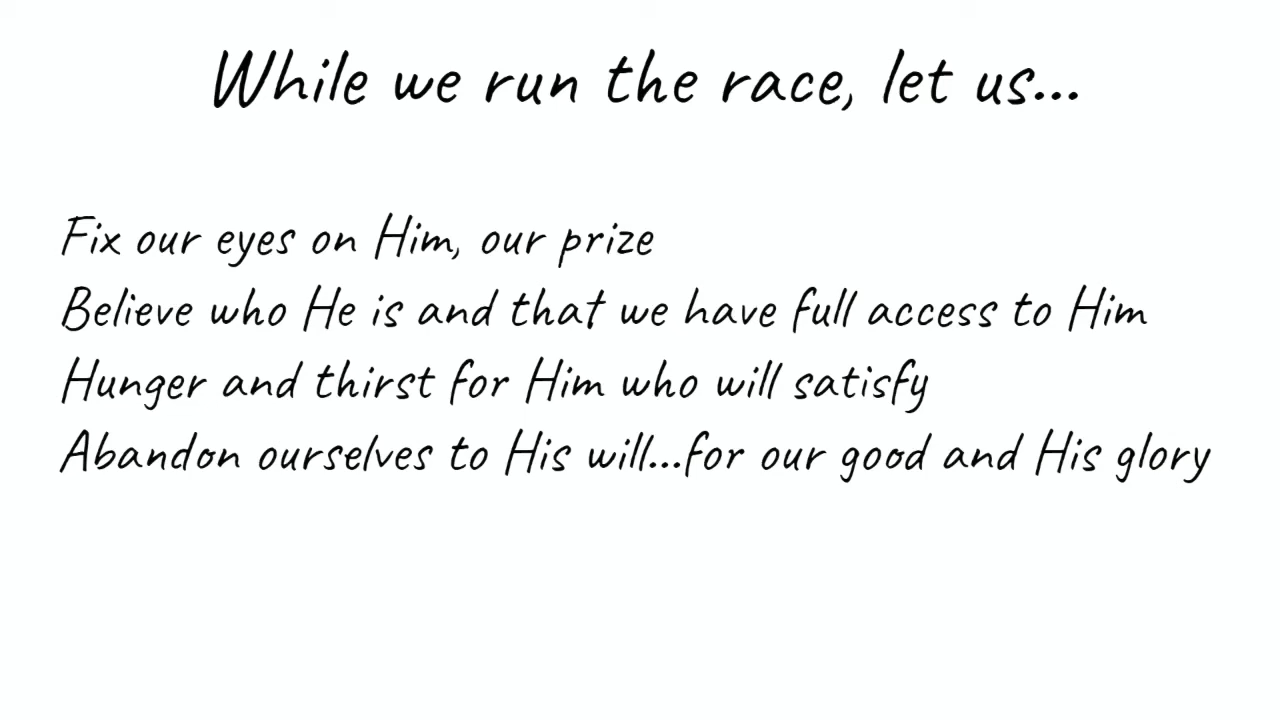 While we run the race, let us...
Fix our eyes on Him, our prize
Believe who He is and that we have full access to Him
Hunger and thirst for Him who will satisfy
Abandon ourselves to His will...for our good and His glory